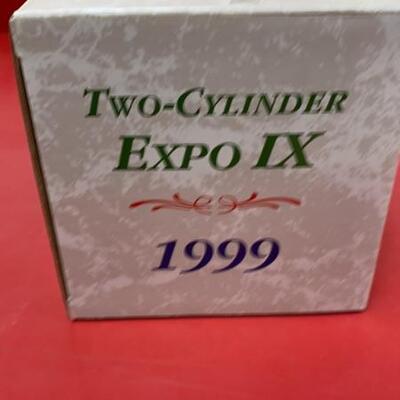 TWO-CYLINDER
EXPO IX
1999